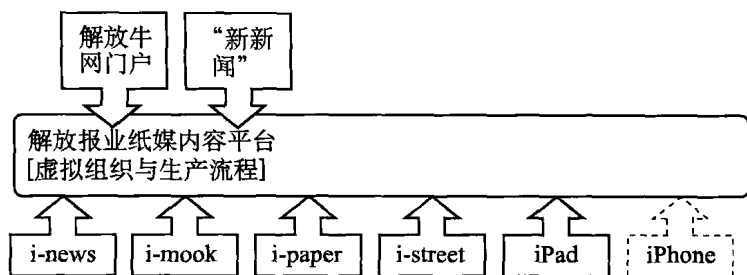 解放牛
网门户
“新新
闻”
解放报业纸媒内容平台
[虚拟组织与生产流程]
i-news
i-mook
i-paper
i-street
iPad
iPhone